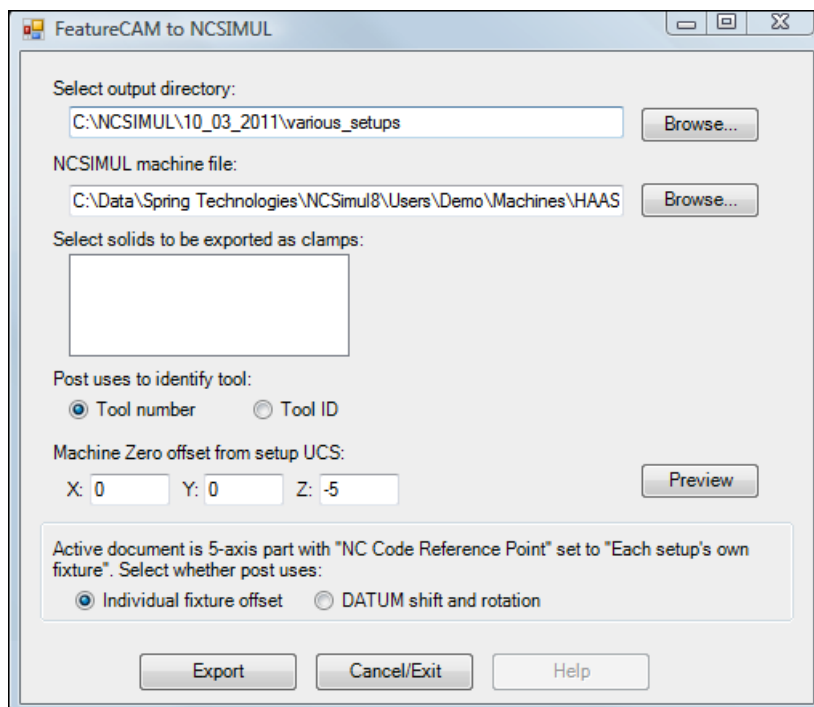 FeatureCAM to NCSIMUL
Select output directory:
C:\NCSIMUL\10_03_2011\various_setups
Browse...
NCSIMUL machine file:
C:\Data\Spring Technologies\NCSimul8\Users\Demo\Machines\HAAS
Browse...
Select solids to be exported as clamps:
Post uses to identify tool:
Tool number Tool ID
Machine Zero offset from setup UCS:
X: 0 Y: 0 Z: -5
Preview
Active document is 5-axis part with "NC Code Reference Point" set to "Each setup's own
fixture". Select whether post uses:
Individual fixture offset DATUM shift and rotation
Export Cancel/Exit Help